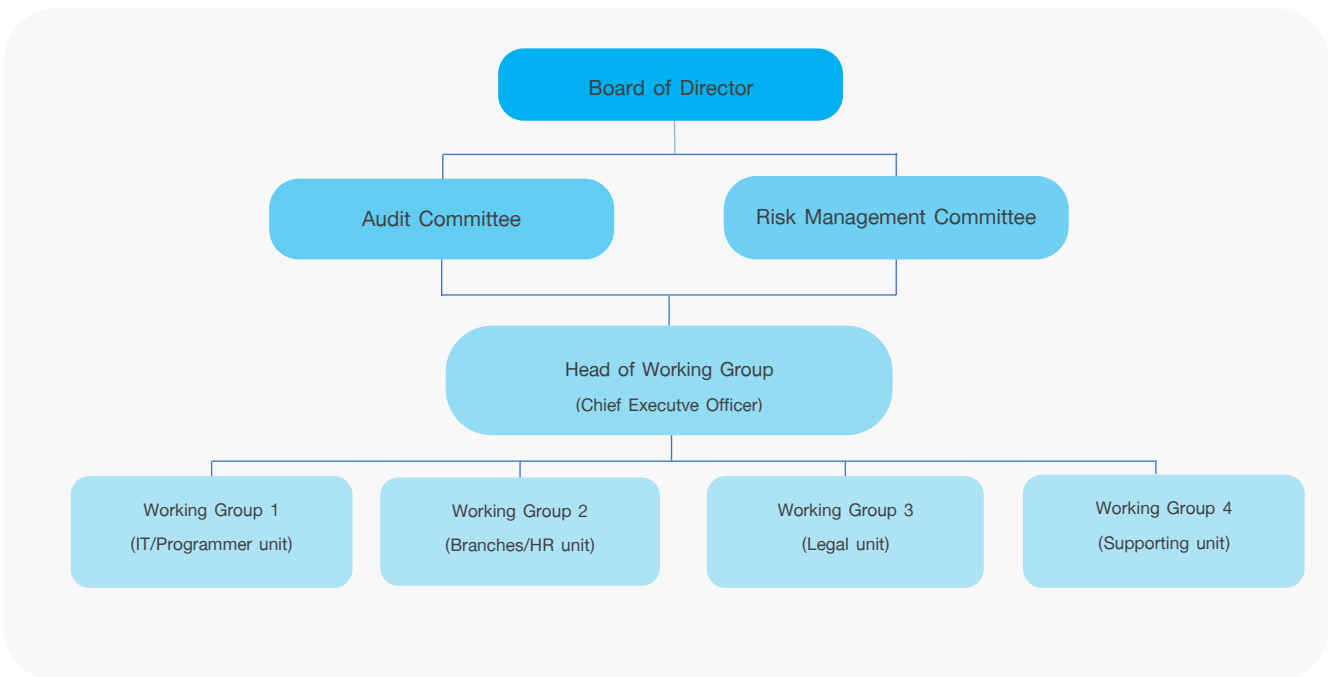 Board of Director
Audit Committee
Risk Management Committee
Head of Working Group
(Chief Executve Officer)
Working Group 1
(IT/Programmer unit)
Working Group 2
(Branches/HR unit)
Working Group 3
(Legal unit)
Working Group 4
(Supporting unit)